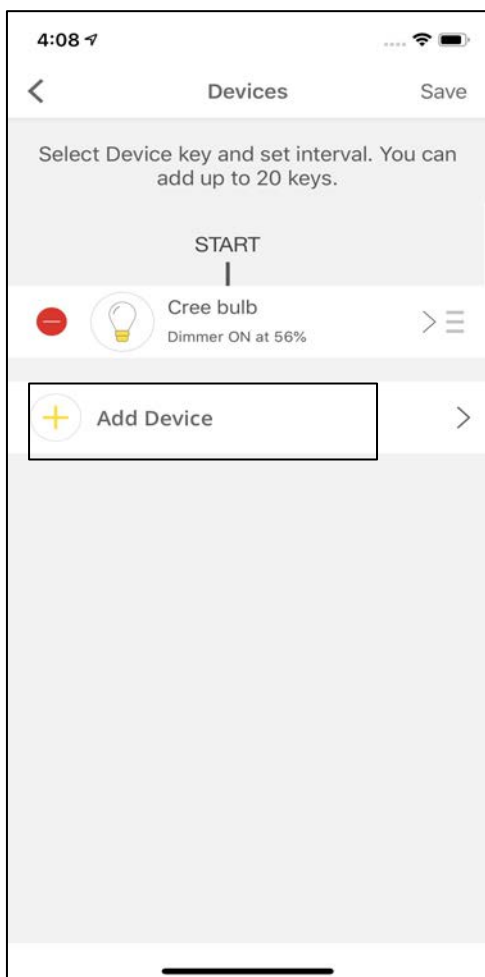 4:08
Devices
Save
Select Device key and set interval. You can
add up to 20 keys.
START
Cree bulb
Dimmer ON at 56%
Add Device